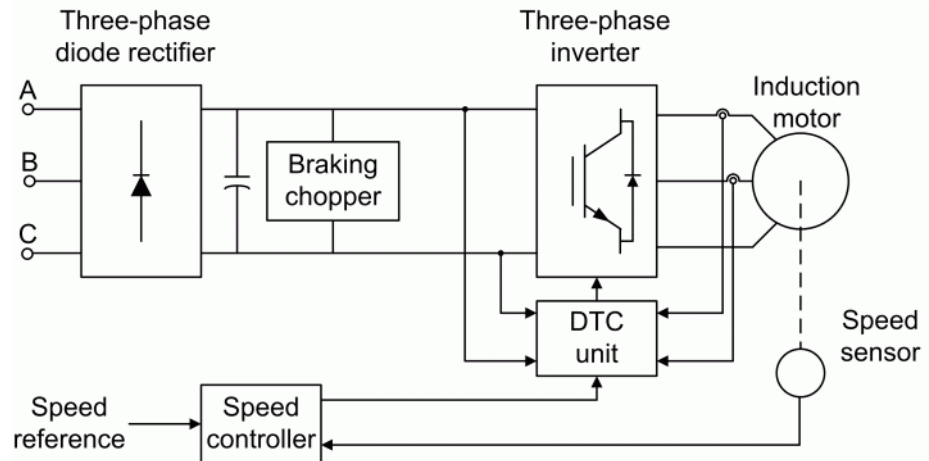 Three-phase
diode rectifier
Three-phase
inverter
Induction
motor
A
B
C
Braking
chopper
DTC
unit
Speed
sensor
Speed
reference
Speed
controller